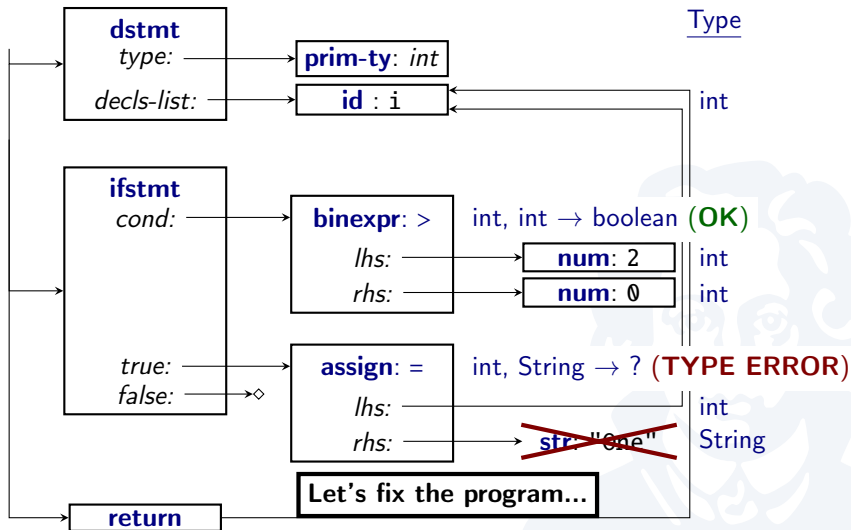 Type
dstmt
type:
prim-ty: int
decls-list:
id : i
int
ifstmt
cond:
binexpr: >
int, int → boolean (OK)
lhs:
num: 2
int
rhs:
num: 0
int
true:
assign: =
int, String → ? (TYPE ERROR)
false:
lhs:
int
rhs:
str: "One"
String
Let's fix the program...
return